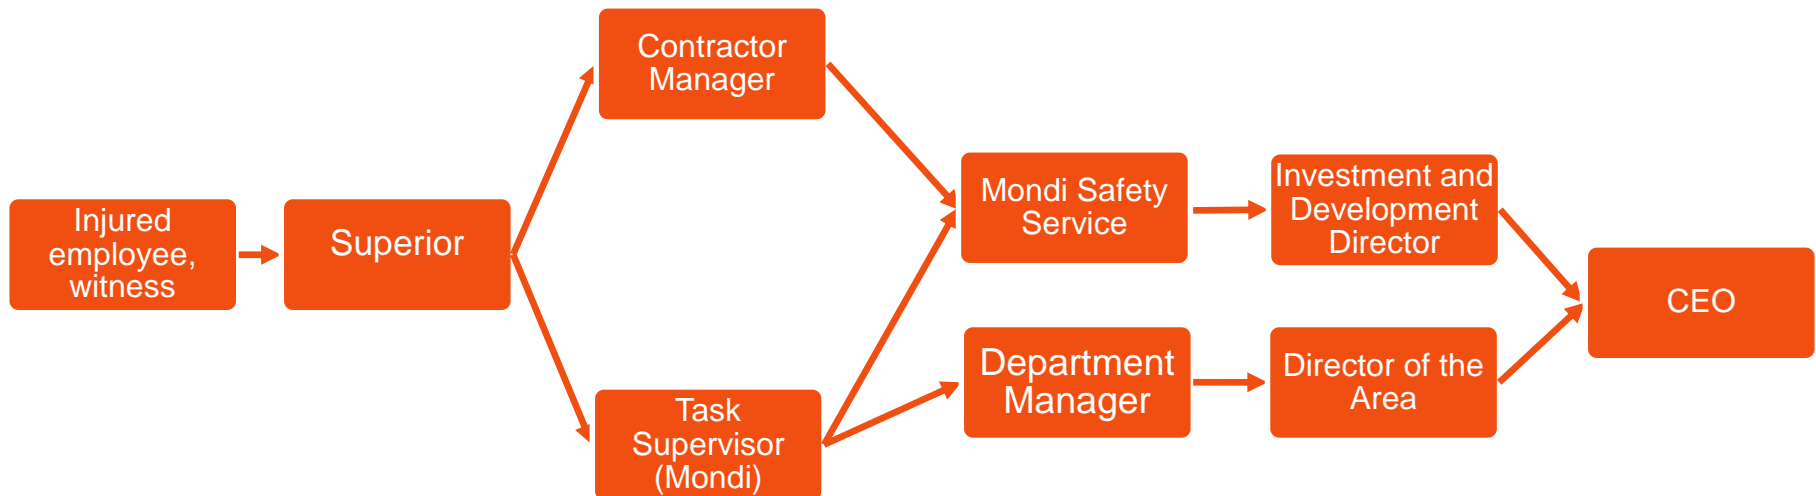 Injured
employee,
witness
Superior
Contractor
Manager
Task
Supervisor
(Mondi)
Mondi Safety
Service
Department
Manager
Investment and
Development
Director
Director of the
Area
CEO